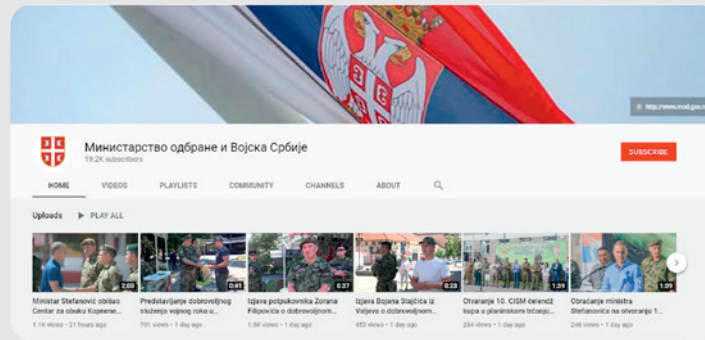 http://www.mod.gov.rs
Министарство одбране и Војска Србије
19.2K subscribers
SUBSCRIBE
HOME VIDEOS PLAYLISTS COMMUNITY CHANNELS ABOUT
Uploads PLAY ALL
2:00 0:41 0:37 0:23 1:39 1:59
Ministar Stefanović obišao Centar za obuku Kopnene...
1.1K views • 21 hours ago
Predstavljanje dobrovoljnog služenja vojnog roka u...
701 views • 1 day ago
Izjava potpukovnika Zorana Filipovića o dobrovoljnom...
1.8K views • 1 day ago
Izjava Bojana Stajčića iz Valjeva o dobrovoljnom...
453 views • 1 day ago
Otvaranje 10. CISM čelendž kupa u planinskom trčanju...
284 views • 1 day ago
Obraćanje ministra Stefanovića na otvaranju 1...
248 views • 1 day ago